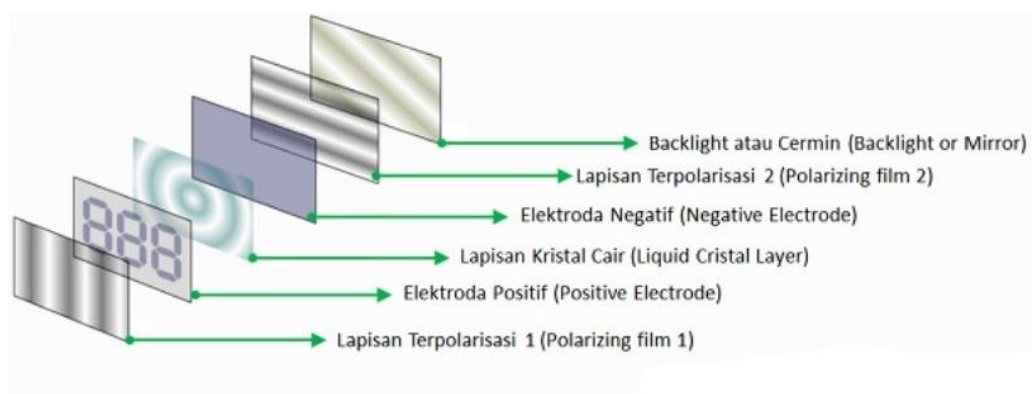 Backlight atau Cermin (Backlight or Mirror)
Lapisan Terpolarisasi 2 (Polarizing film 2)
Elektroda Negatif (Negative Electrode)
Lapisan Kristal Cair (Liquid Cristal Layer)
888
Elektroda Positif (Positive Electrode)
Lapisan Terpolarisasi 1 (Polarizing film 1)